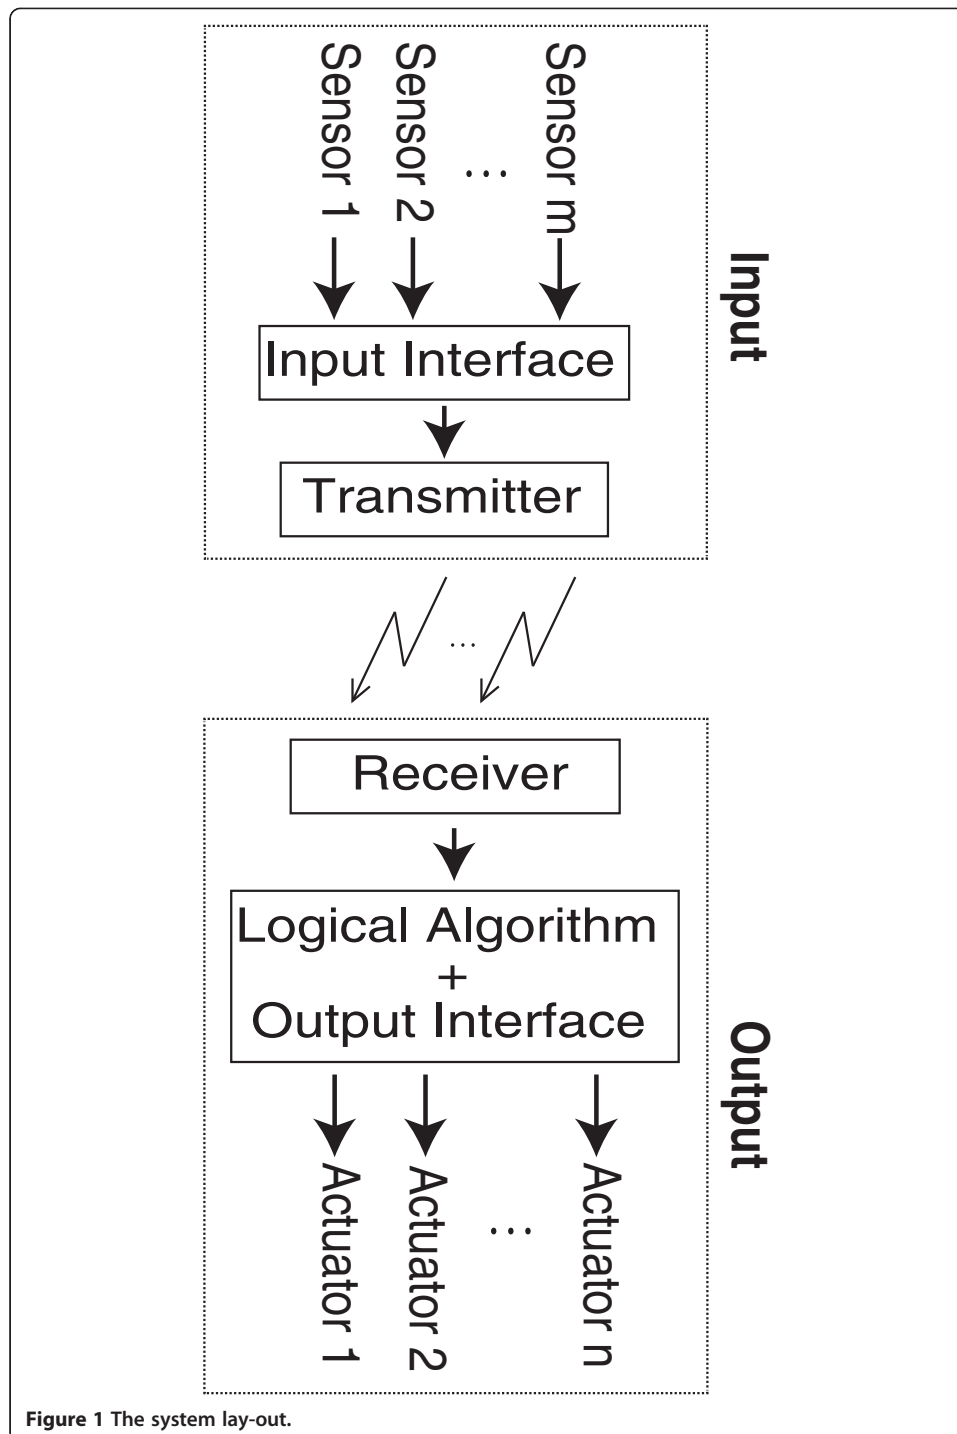 Sensor 1
Sensor 2
...
Sensor m
Input
Input Interface
Transmitter
...
Receiver
Logical Algorithm
+
Output Interface
Output
Actuator 1
Actuator 2
...
Actuator n
Figure 1 The system lay-out.